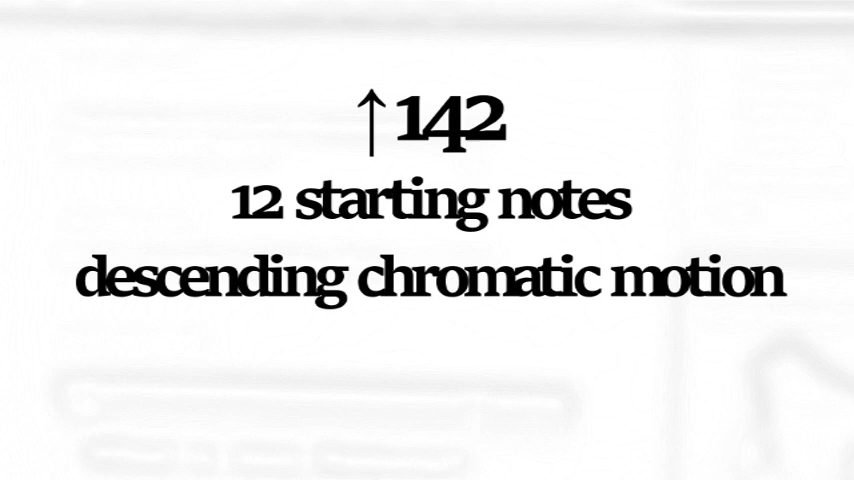 ↑142
12 starting notes
descending chromatic motion